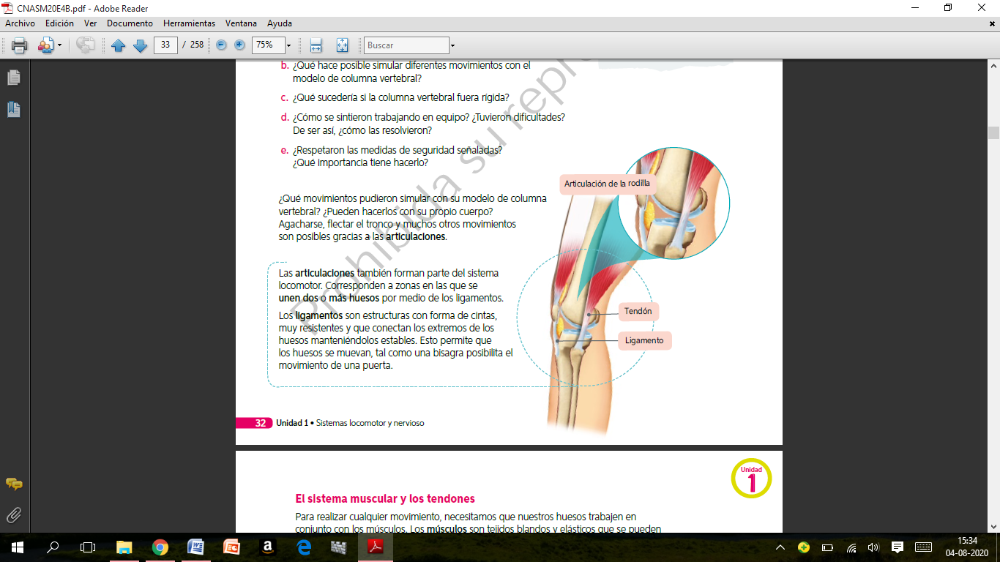 CNASM20E4B.pdf - Adobe Reader
Archivo Edición Ver Documento Herramientas Ventana Ayuda
33 / 258 75% Buscar
b. ¿Qué hace posible simular diferentes movimientos con el
modelo de columna vertebral?
c. ¿Qué sucedería si la columna vertebral fuera rígida?
d. ¿Cómo se sintieron trabajando en equipo? ¿Tuvieron dificultades?
De ser así, ¿cómo las resolvieron?
e. ¿Respetaron las medidas de seguridad señaladas?
¿Qué importancia tiene hacerlo?
¿Qué movimientos pudieron simular con su modelo de columna
vertebral? ¿Pueden hacerlos con su propio cuerpo?
Agacharse, flectar el tronco y muchos otros movimientos
son posibles gracias a las articulaciones.
Las articulaciones también forman parte del sistema
locomotor. Corresponden a zonas en las que se
unen dos o más huesos por medio de los ligamentos.
Los ligamentos son estructuras con forma de cintas,
muy resistentes y que conectan los extremos de los
huesos manteniéndolos estables. Esto permite que
los huesos se muevan, tal como una bisagra posibilita el
movimiento de una puerta.
Articulación de la rodilla
Tendón
Ligamento
Prohibida su repro
32 Unidad 1 • Sistemas locomotor y nervioso
Unidad
1
El sistema muscular y los tendones
Para realizar cualquier movimiento, necesitamos que nuestros huesos trabajen en
conjunto con los músculos. Los músculos son tejidos blandos y elásticos que se pueden
15:34
04-08-2020